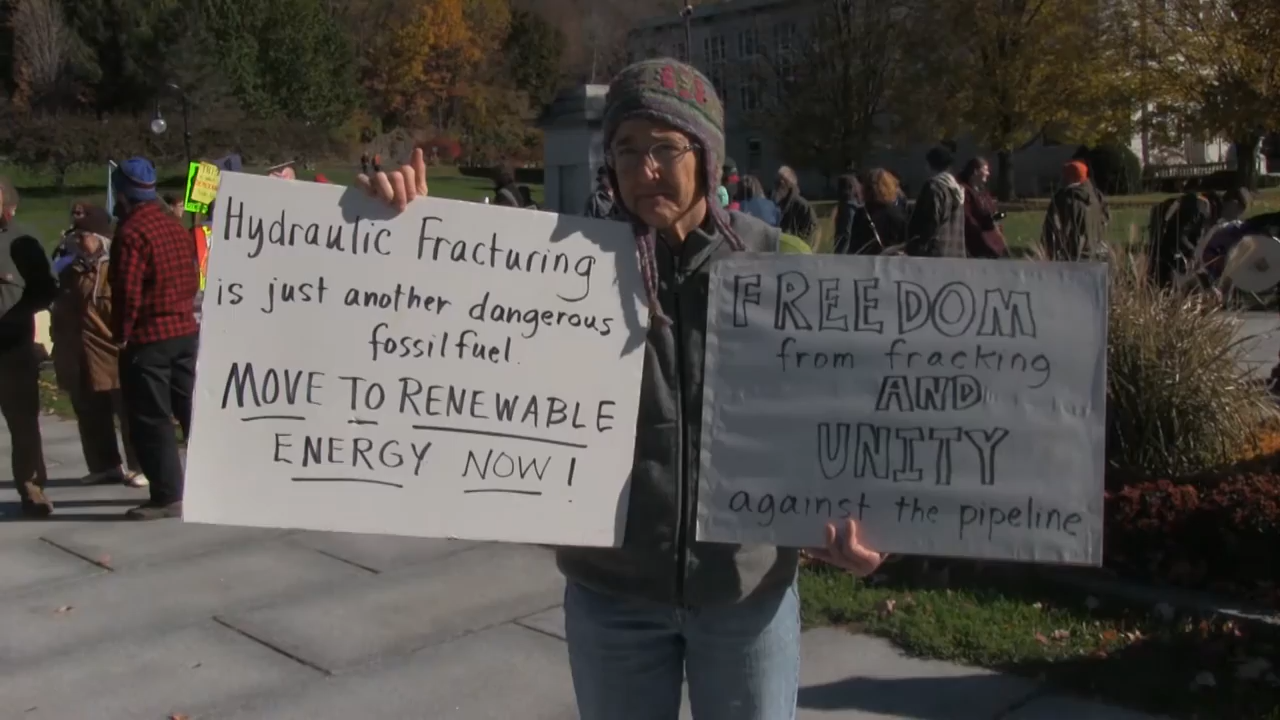 Hydraulic Fracturing
is just another dangerous
fossil fuel.
MOVE TO RENEWABLE
ENERGY NOW!
FREEDOM
from fracking
AND
UNITY
against the pipeline